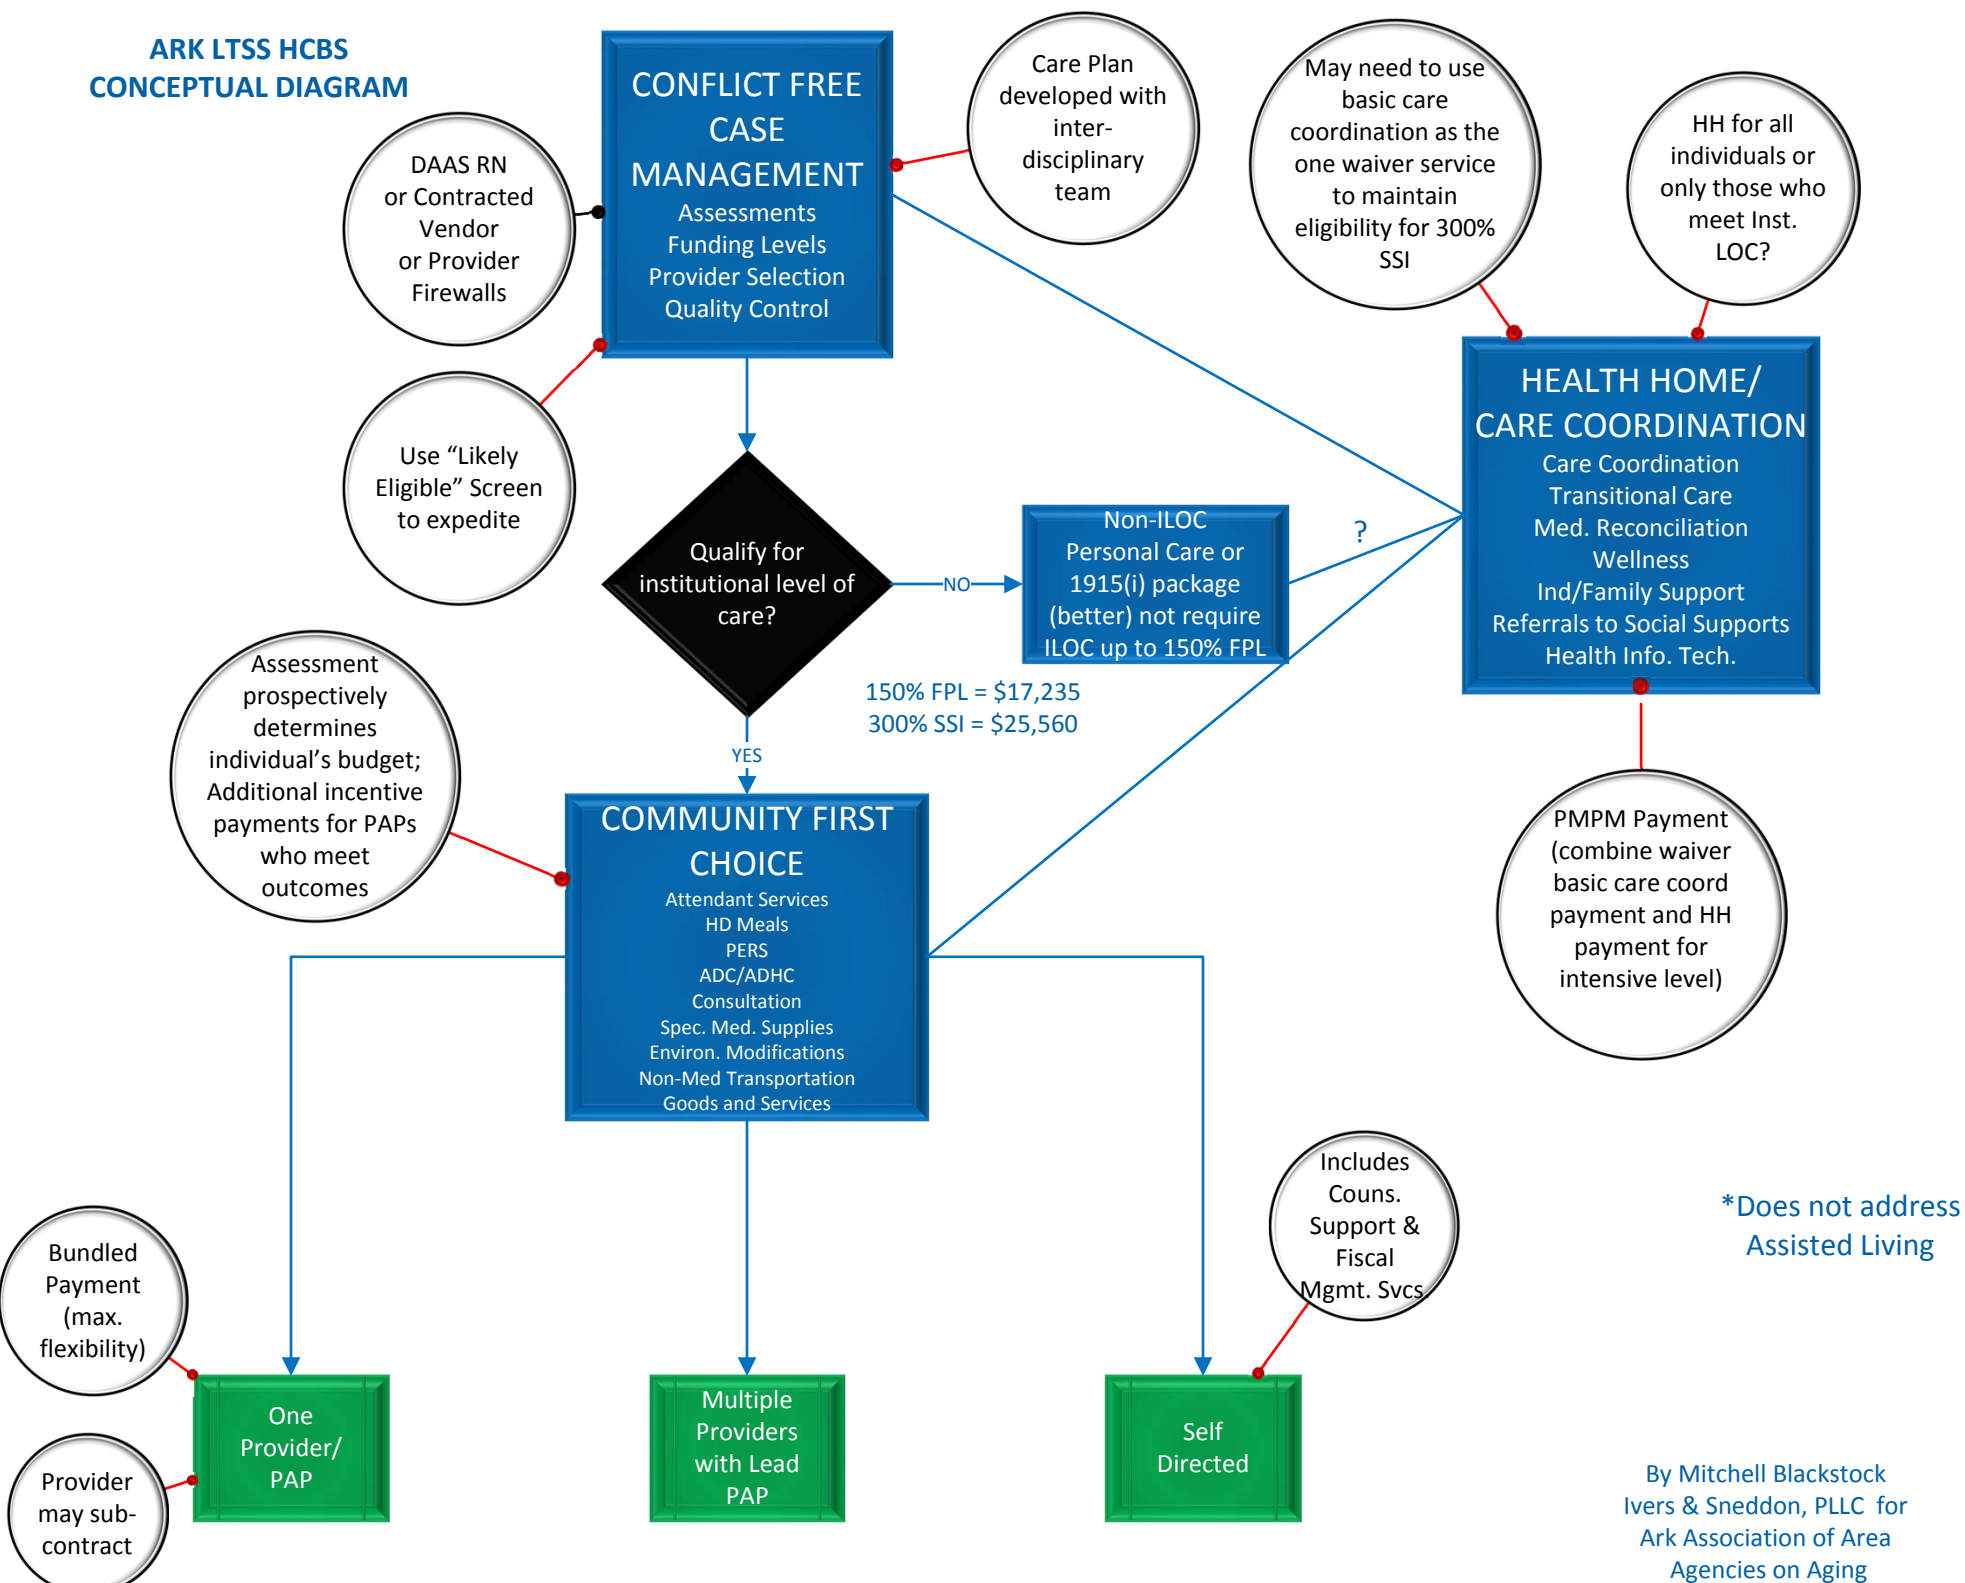 ARK LTSS HCBS
CONCEPTUAL DIAGRAM
CONFLICT FREE
CASE
MANAGEMENT
Assessments
Funding Levels
Provider Selection
Quality Control
Care Plan
developed with
inter-
disciplinary
team
May need to use
basic care
coordination as the
one waiver service
to maintain
eligibility for 300%
SSI
HH for all
individuals or
only those who
meet Inst.
LOC?
DAAS RN
or Contracted
Vendor
or Provider
Firewalls
Use “Likely
Eligible” Screen
to expedite
HEALTH HOME/
CARE COORDINATION
Care Coordination
Transitional Care
Med. Reconciliation
Wellness
Ind/Family Support
Referrals to Social Supports
Health Info. Tech.
Qualify for
institutional level of
care?
NO
Non-ILOC
Personal Care or
1915(i) package
(better) not require
ILOC up to 150% FPL
?
150% FPL = $17,235
300% SSI = $25,560
YES
Assessment
prospectively
determines
individual’s budget;
Additional incentive
payments for PAPs
who meet
outcomes
COMMUNITY FIRST
CHOICE
Attendant Services
HD Meals
PERS
ADC/ADHC
Consultation
Spec. Med. Supplies
Environ. Modifications
Non-Med Transportation
Goods and Services
PMPM Payment
(combine waiver
basic care coord
payment and HH
payment for
intensive level)
Includes
Couns.
Support &
Fiscal
Mgmt. Svcs.
*Does not address
Assisted Living
Bundled
Payment
(max.
flexibility)
One
Provider/
PAP
Provider
may sub-
contract
Multiple
Providers
with Lead
PAP
Self
Directed
By Mitchell Blackstock
Ivers & Sneddon, PLLC for
Ark Association of Area
Agencies on Aging